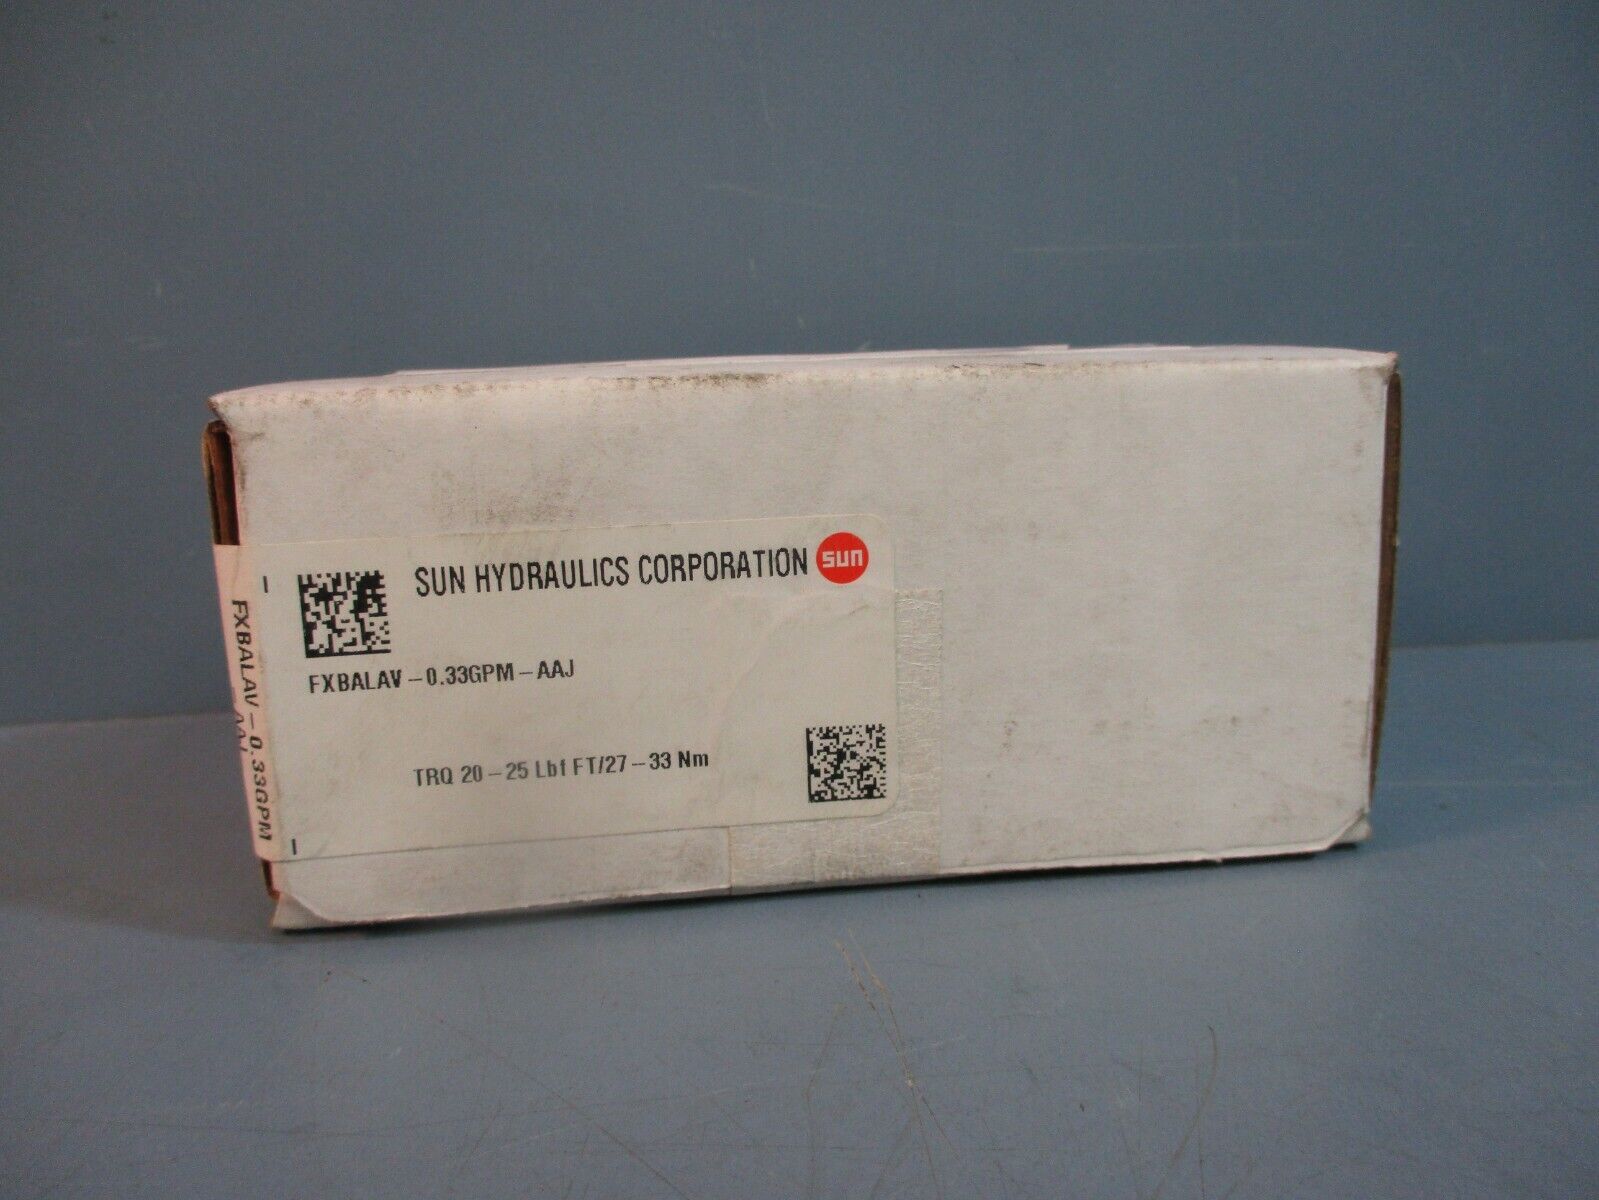 SUN HYDRAULICS CORPORATION
sun
FXBALAV-0.33GPM-AAJ
TRQ 20-25 Lbf FT/27-33 Nm
FXBALAV-0.33GPM
-AAJ